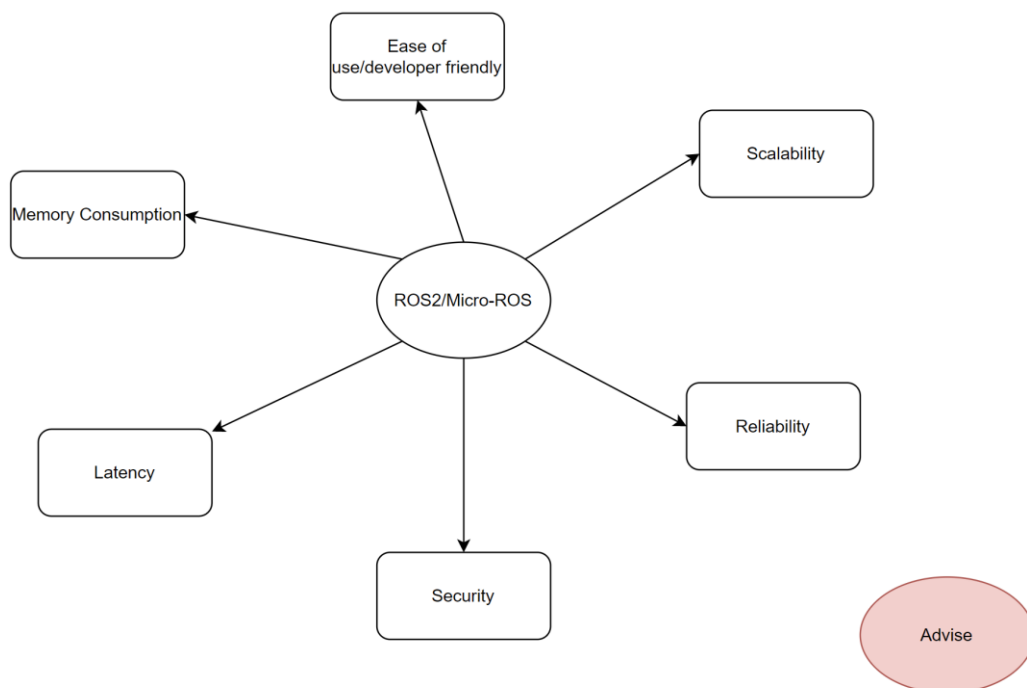 Ease of
use/developer friendly
Scalability
Memory Consumption
ROS2/Micro-ROS
Reliability
Latency
Security
Advise